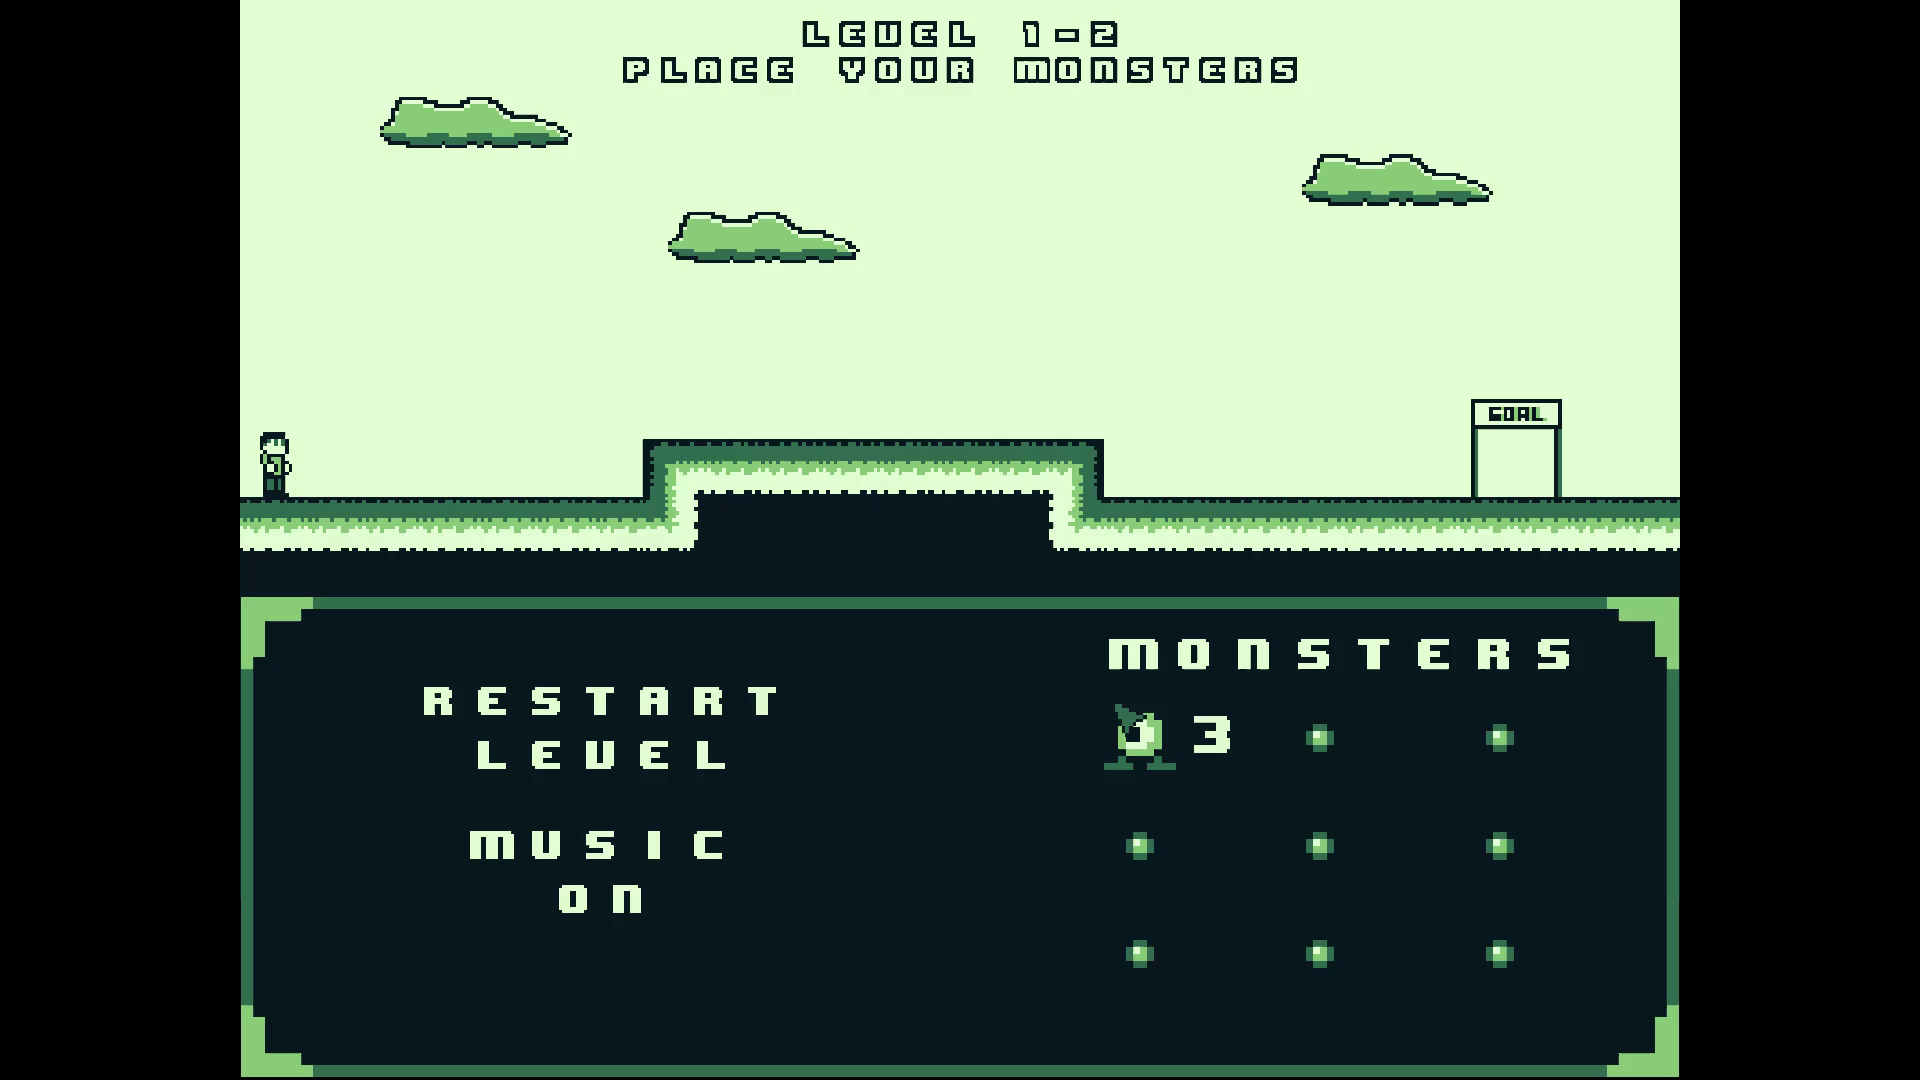 LEVEL 1-2
PLACE YOUR MONSTERS
GOAL
MONSTERS
RESTART
LEVEL
3
MUSIC
ON